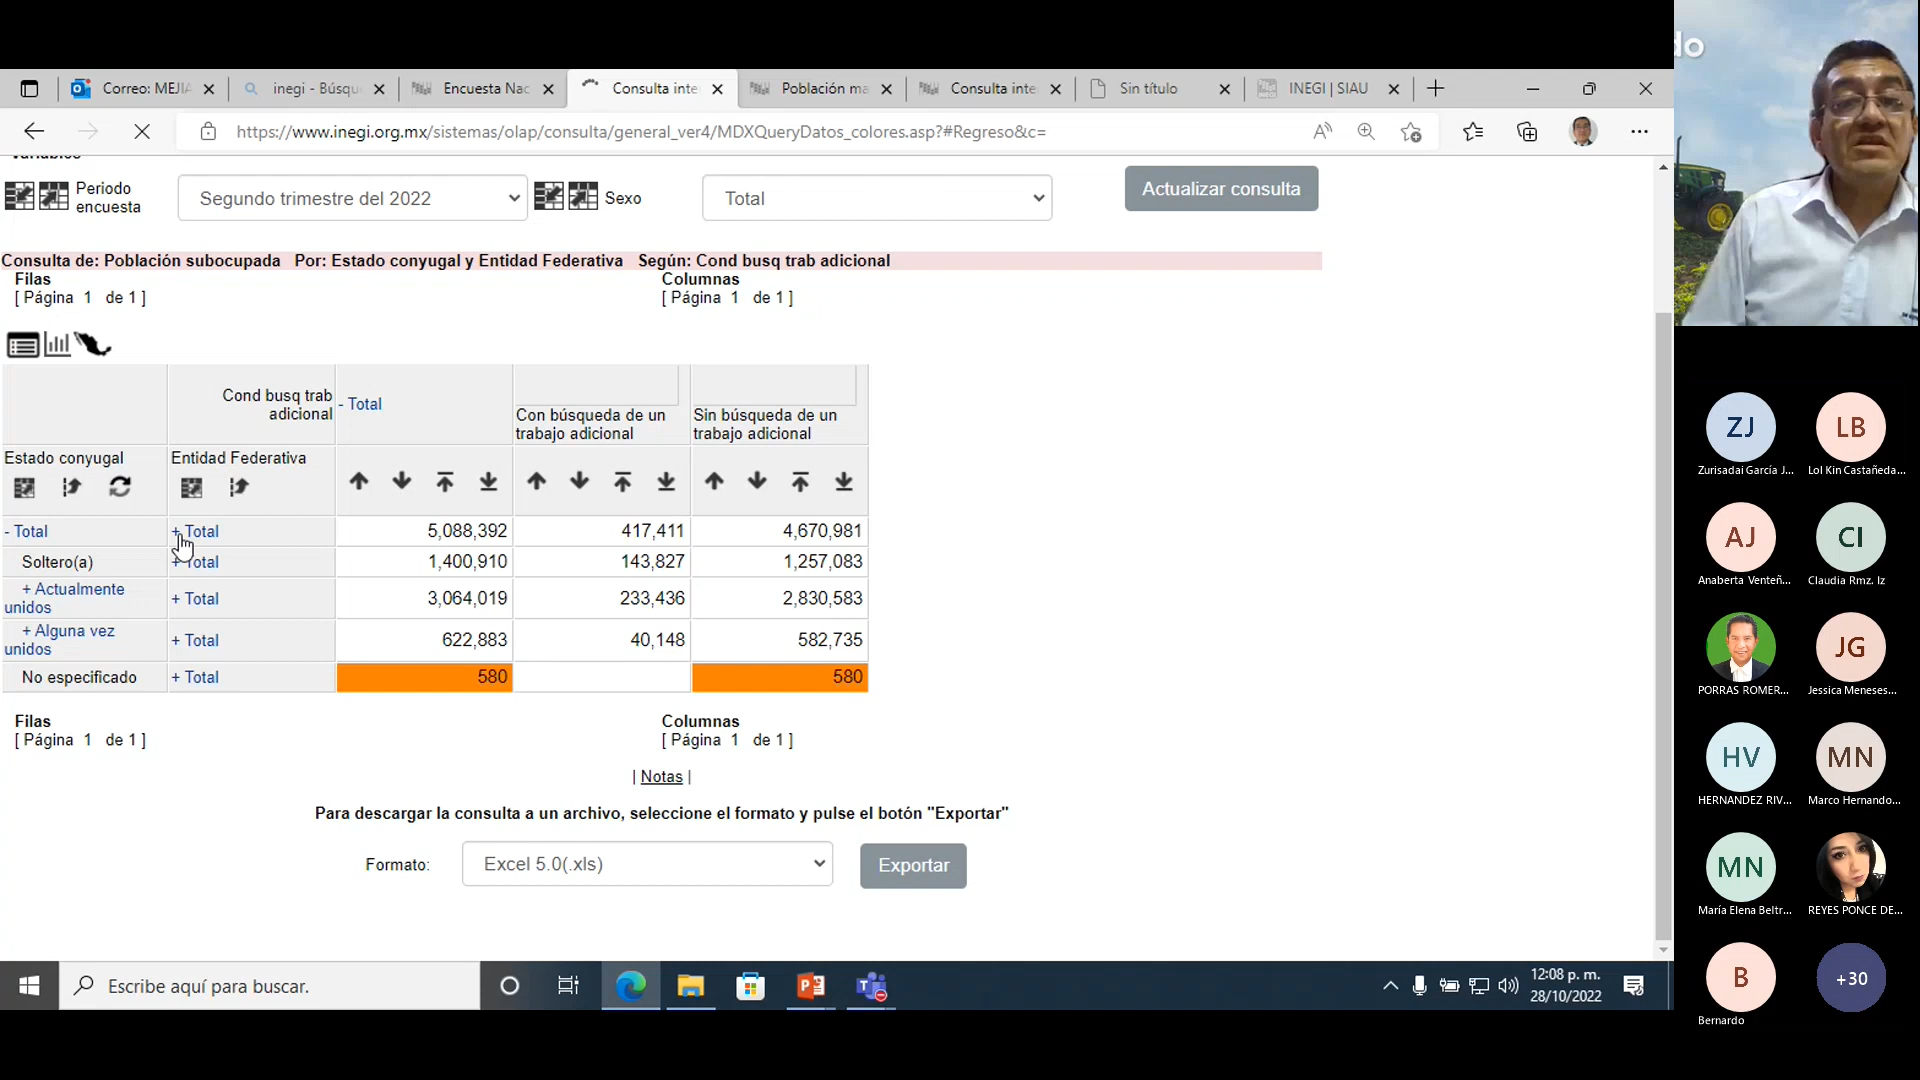 do
Correo: MEJIA
inegi - Búsqu
Encuesta Nac
Consulta inte
Población ma
Consulta inte
Sin título
INEGI | SIAU
https://www.inegi.org.mx/sistemas/olap/consulta/general_ver4/MDXQueryDatos_colores.asp?#Regreso&c=
Variables
Periodo
encuesta
Segundo trimestre del 2022
Sexo
Total
Actualizar consulta
Consulta de: Población subocupada Por: Estado conyugal y Entidad Federativa Según: Cond busq trab adicional
Filas
[ Página 1 de 1 ]
Columnas
[ Página 1 de 1 ]
Cond busq trab
adicional
- Total
Con búsqueda de un
trabajo adicional
Sin búsqueda de un
trabajo adicional
Estado conyugal
Entidad Federativa
- Total + Total 5,088,392 417,411 4,670,981
Soltero(a) + Total 1,400,910 143,827 1,257,083
+ Actualmente
unidos
+ Total 3,064,019 233,436 2,830,583
+ Alguna vez
unidos
+ Total 622,883 40,148 582,735
No especificado + Total 580 580
Filas
[ Página 1 de 1 ]
Columnas
[ Página 1 de 1 ]
| Notas |
Para descargar la consulta a un archivo, seleccione el formato y pulse el botón "Exportar"
Formato:
Excel 5.0(.xls)
Exportar
Escribe aquí para buscar.
12:08 p. m.
28/10/2022
ZJ
Zurisadai García J...
LB
Lol Kin Castañeda...
AJ
Anaberta Venteñ...
CI
Claudia Rmz. Iz
PORRAS ROMER...
JG
Jessica Meneses...
HV
HERNANDEZ RIV...
MN
Marco Hernando...
MN
María Elena Beltr...
REYES PONCE DE...
B
Bernardo
+30